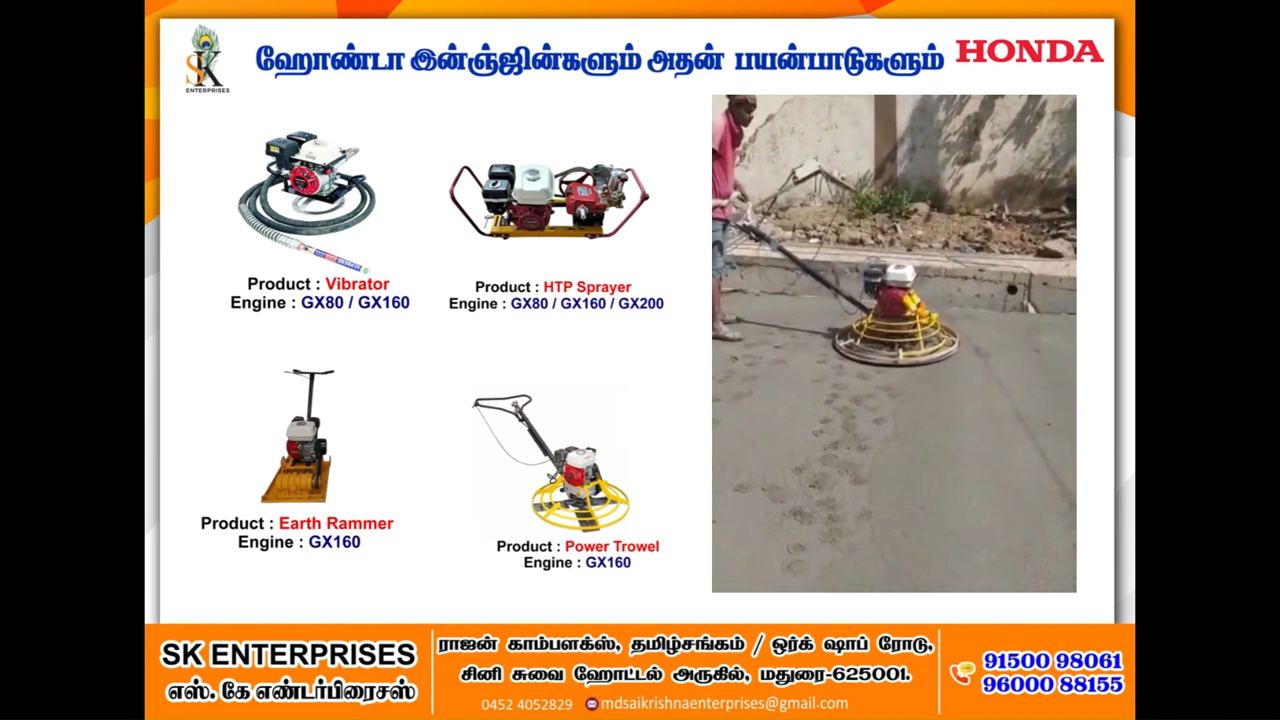 SK
ENTERPRISES
ஹோண்டா இன்ஞ்ஜின்களும் அதன் பயன்பாடுகளும்
HONDA
Product : Vibrator
Engine : GX80 / GX160
Product : HTP Sprayer
Engine : GX80 / GX160 / GX200
Product : Earth Rammer
Engine : GX160
Product : Power Trowel
Engine : GX160
SK ENTERPRISES
எஸ். கே எண்டர்பிரைசஸ்
ராஜன் காம்பளக்ஸ், தமிழ்சங்கம் / ஒர்க் ஷாப் ரோடு,
சினி சுவை ஹோட்டல் அருகில், மதுரை-625001.
0452 4052829 mdsaikrishnaenterprises@gmail.com
91500 98061
96000 88155